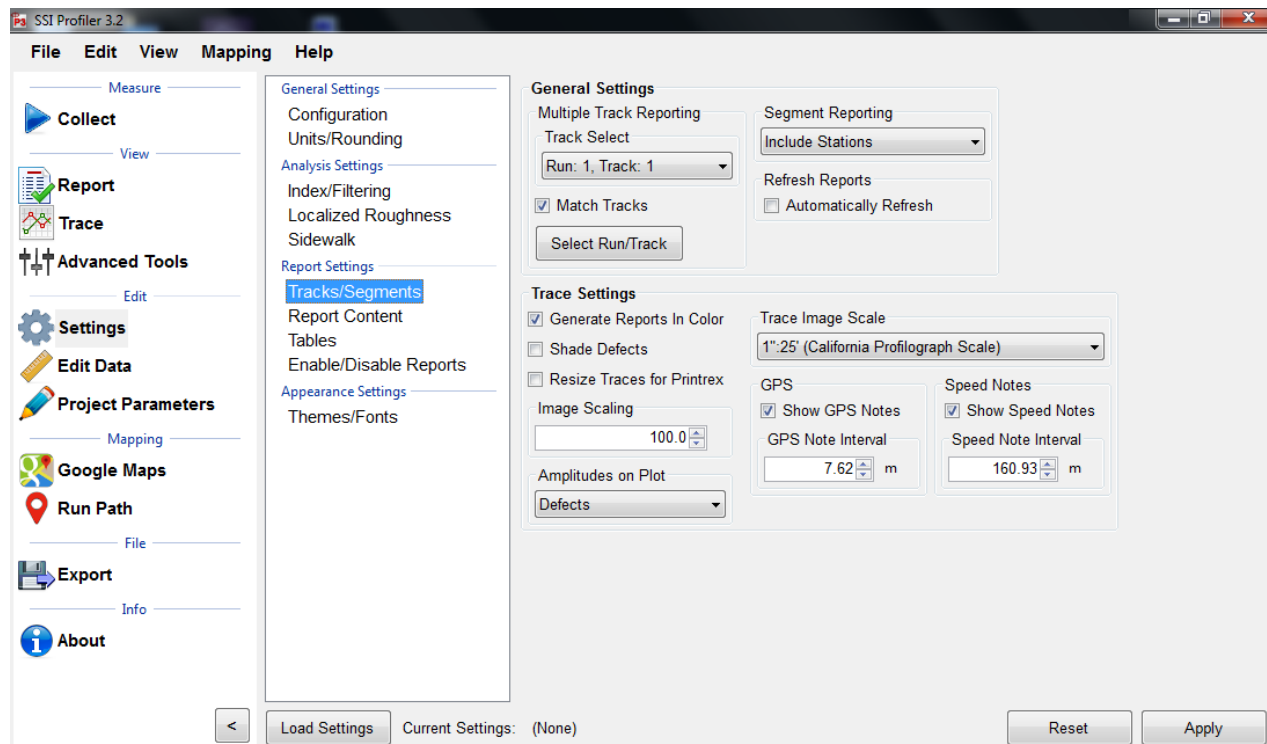 P3 SSI Profiler 3.2
File Edit View Mapping Help
Measure
Collect
View
Report
Trace
Advanced Tools
Edit
Settings
Edit Data
Project Parameters
Mapping
Google Maps
Run Path
File
Export
Info
About
<
General Settings
Configuration
Units/Rounding
Analysis Settings
Index/Filtering
Localized Roughness
Sidewalk
Report Settings
Tracks/Segments
Report Content
Tables
Enable/Disable Reports
Appearance Settings
Themes/Fonts
General Settings
Multiple Track Reporting
Track Select
Run: 1, Track: 1
Match Tracks
Select Run/Track
Segment Reporting
Include Stations
Refresh Reports
Automatically Refresh
Trace Settings
Generate Reports In Color
Shade Defects
Resize Traces for Printrex
Image Scaling
100.0
Amplitudes on Plot
Defects
Trace Image Scale
1":25' (California Profilograph Scale)
GPS
Show GPS Notes
GPS Note Interval
7.62 m
Speed Notes
Show Speed Notes
Speed Note Interval
160.93 m
Load Settings Current Settings: (None) Reset Apply